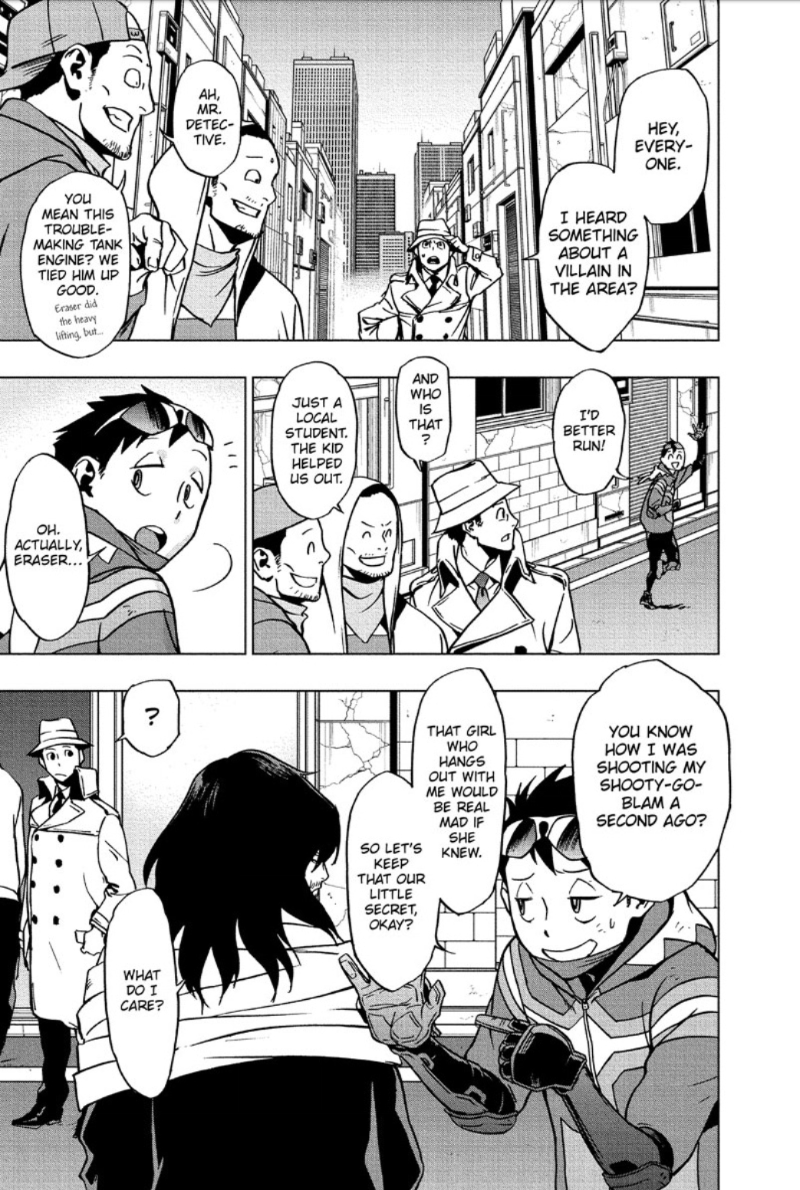 HEY,
EVERY-
ONE.
I HEARD
SOMETHING
ABOUT A
VILLAIN IN
THE AREA?
AH,
MR.
DETEC-
TIVE.
YOU
MEAN THIS
TROUBLE-
MAKING TANK
ENGINE? WE
TIED HIM UP
GOOD.
Eraser did
the heavy
lifting, but...
I'D
BETTER
RUN!
AND
WHO
IS
THAT
?
JUST A
LOCAL
STUDENT.
THE KID
HELPED
US OUT.
OH.
ACTUALLY,
ERASER...
YOU KNOW
HOW I WAS
SHOOTING MY
SHOOTY-GO-
BLAM A
SECOND AGO?
THAT GIRL
WHO
HANGS
OUT WITH
ME WOULD
BE REAL
MAD IF
SHE
KNEW.
SO LET'S
KEEP
THAT OUR
LITTLE
SECRET,
OKAY?
?
WHAT
DO I
CARE?